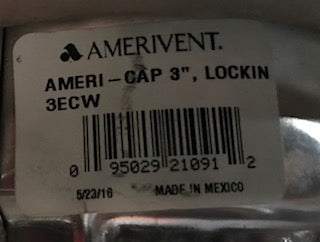 AMERIVENT.
AMERI-CAP 3", LOCKIN
3ECW
0 95029 21091 2
5/23/16 MADE IN MEXICO